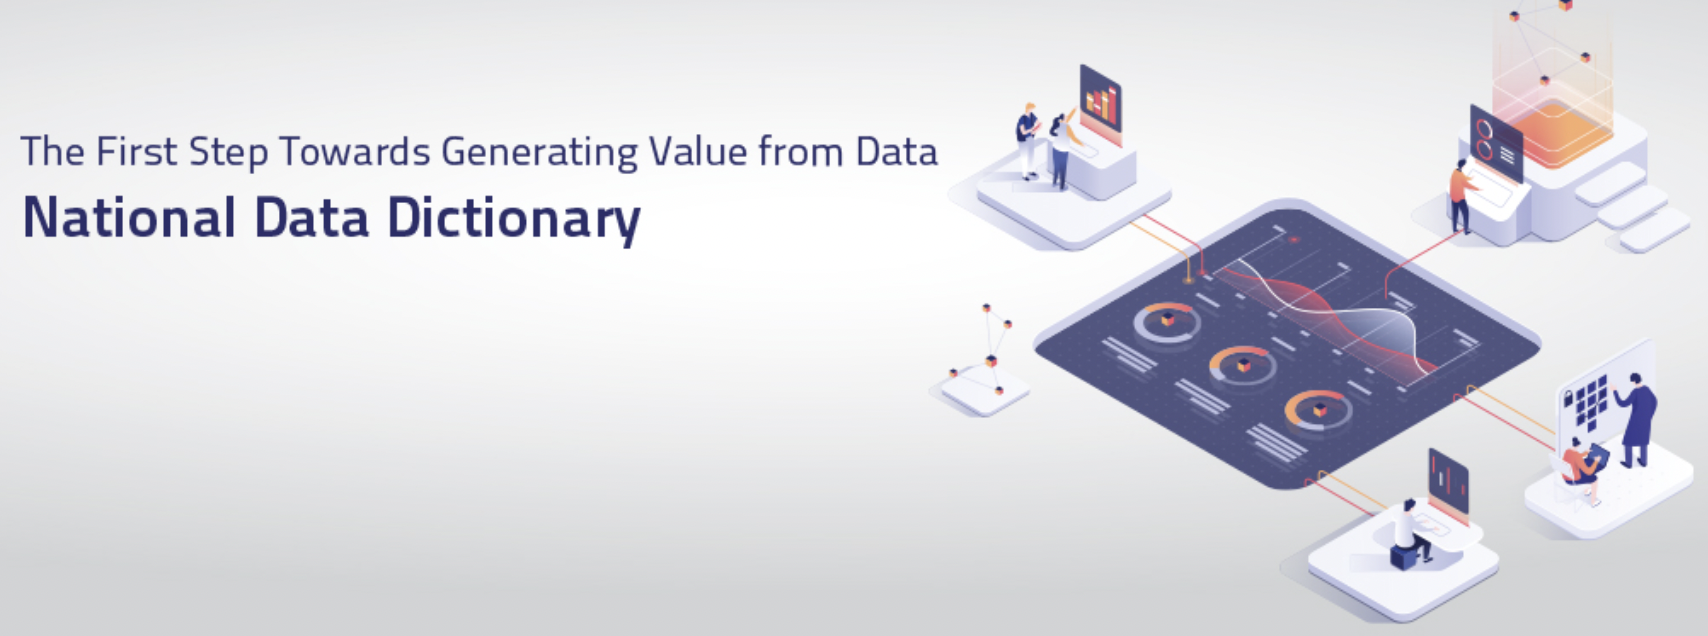 The First Step Towards Generating Value from Data
National Data Dictionary